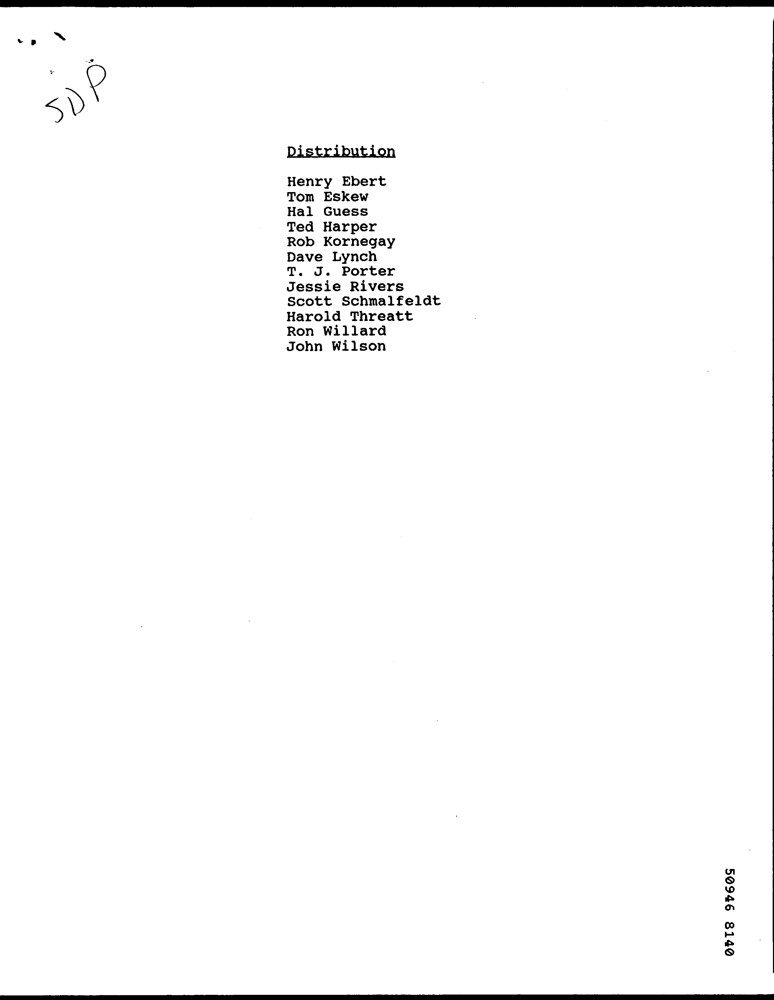 SDP
Distribution
Henry Ebert
Tom Eskew
Hal Guess
Ted Harper
Rob Kornegay
Dave Lynch
T. J. Porter
Jessie Rivers
Scott Schmalfeldt
Harold Threatt
Ron Willard
John Wilson
50946 8140